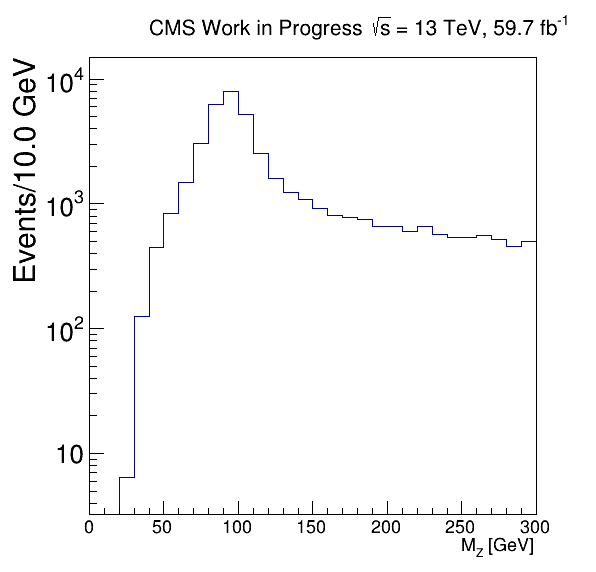 CMS Work in Progress √s = 13 TeV, 59.7 fb⁻¹
Events/10.0 GeV
10⁴
10³
10²
10
0 50 100 150 200 250 300
M_Z [GeV]